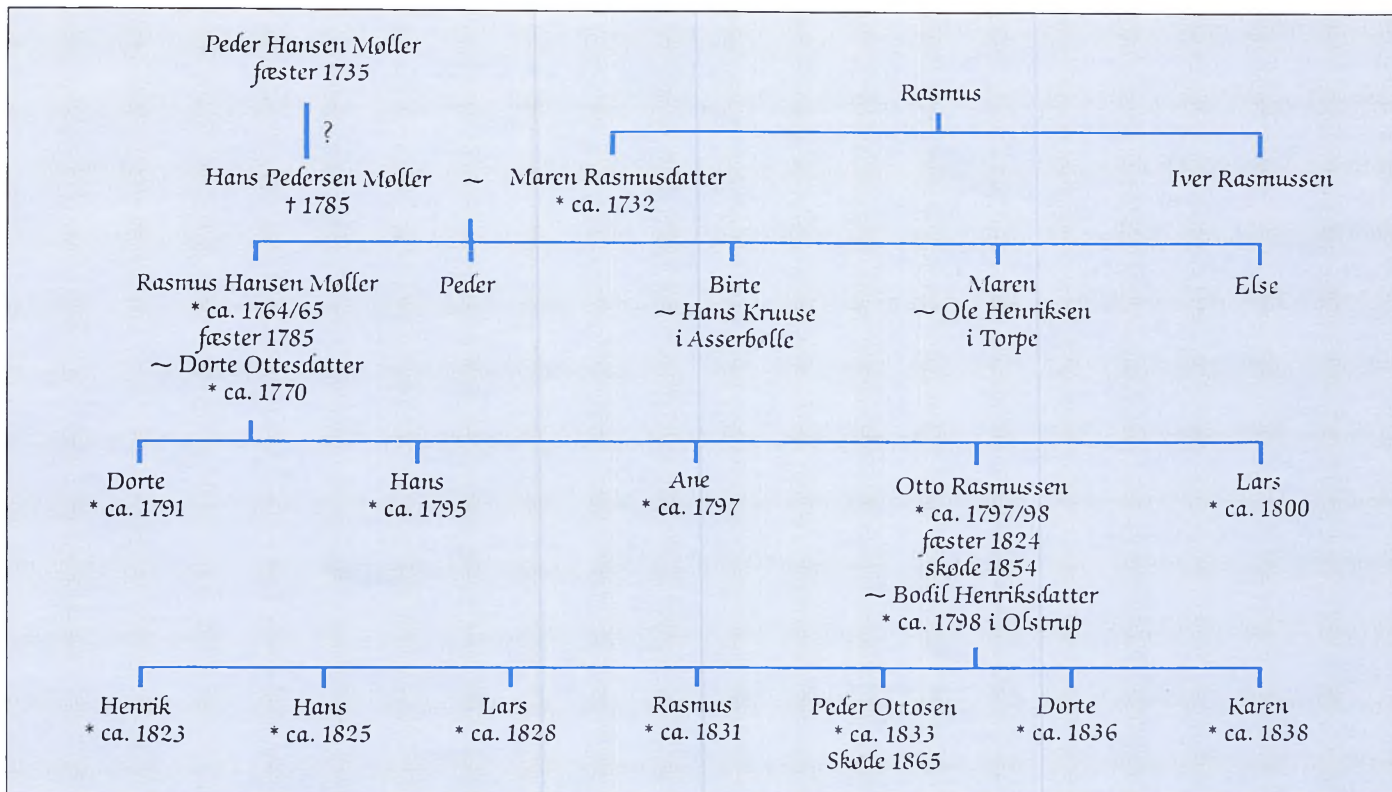 Peder Hansen Møller
fæster 1735
Rasmus
?
Hans Pedersen Møller ~ Maren Rasmusdatter
† 1785
* ca. 1732
Iver Rasmussen
Rasmus Hansen Møller
* ca. 1764/65
fæster 1785
~ Dorte Ottesdatter
* ca. 1770
Peder
Birte
~ Hans Kruuse
i Asserbolle
Maren
~ Ole Henriksen
i Torpe
Else
Dorte
* ca. 1791
Hans
* ca. 1795
Ane
* ca. 1797
Otto Rasmussen
* ca. 1797/98
fæster 1824
skøde 1854
~ Bodil Henriksdatter
* ca. 1798 i Olstrup
Lars
* ca. 1800
Henrik
* ca. 1823
Hans
* ca. 1825
Lars
* ca. 1828
Rasmus
* ca. 1831
Peder Ottosen
* ca. 1833
Skøde 1865
Dorte
* ca. 1836
Karen
* ca. 1838